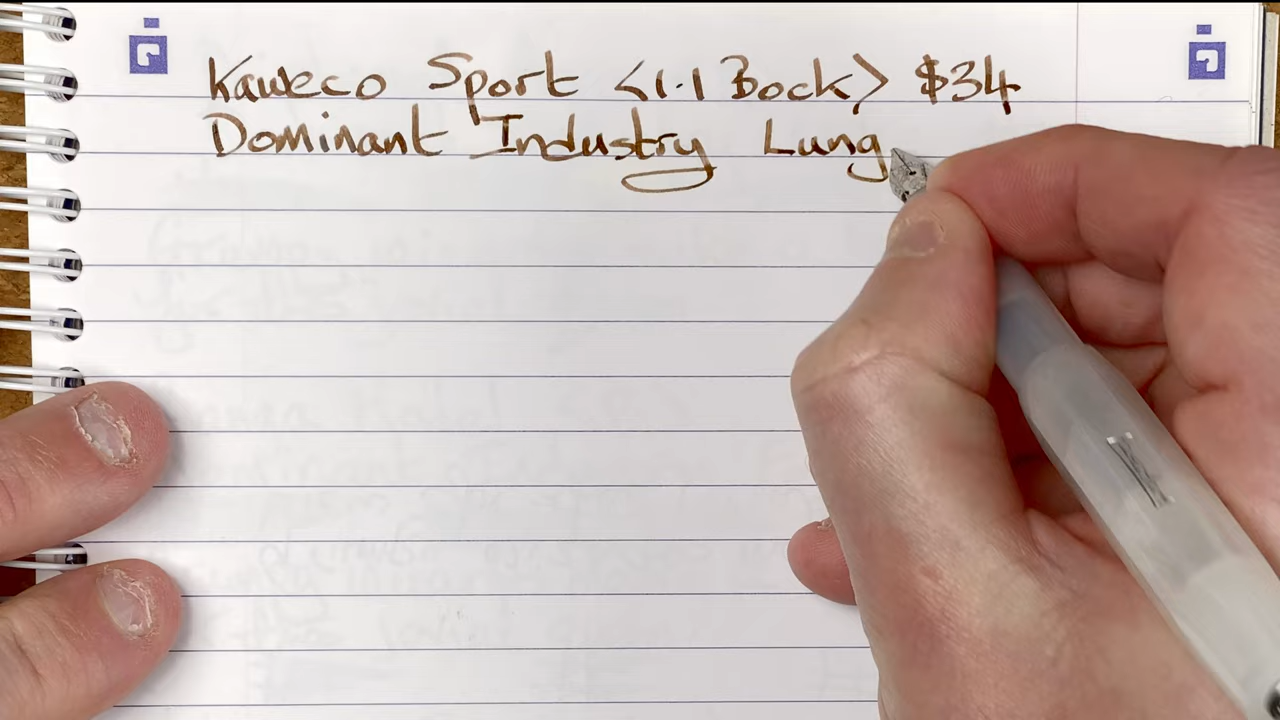 Kaweco Sport <1.1 Bock> $34
Dominant Industry Lung